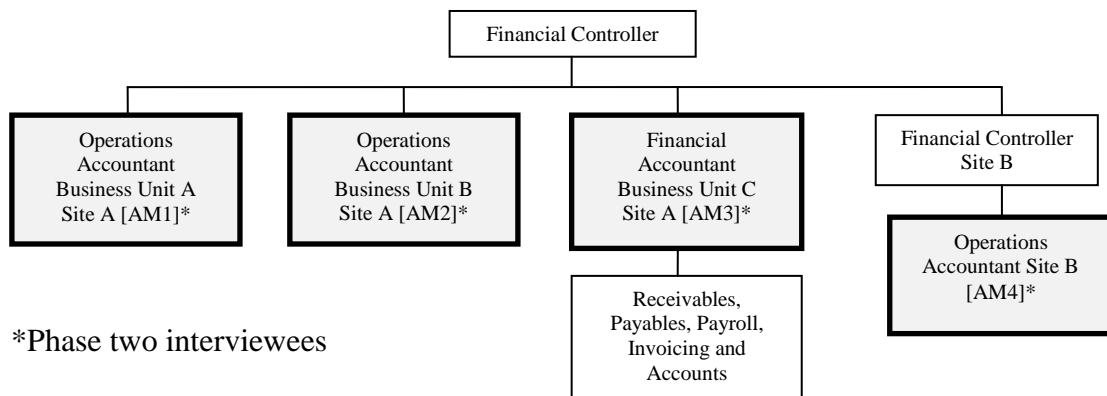 Financial Controller
Operations
Accountant
Business Unit A
Site A [AM1]*
Operations
Accountant
Business Unit B
Site A [AM2]*
Financial
Accountant
Business Unit C
Site A [AM3]*
Financial Controller
Site B
Operations
Accountant Site B
[AM4]*
Receivables,
Payables, Payroll,
Invoicing and
Accounts
*Phase two interviewees